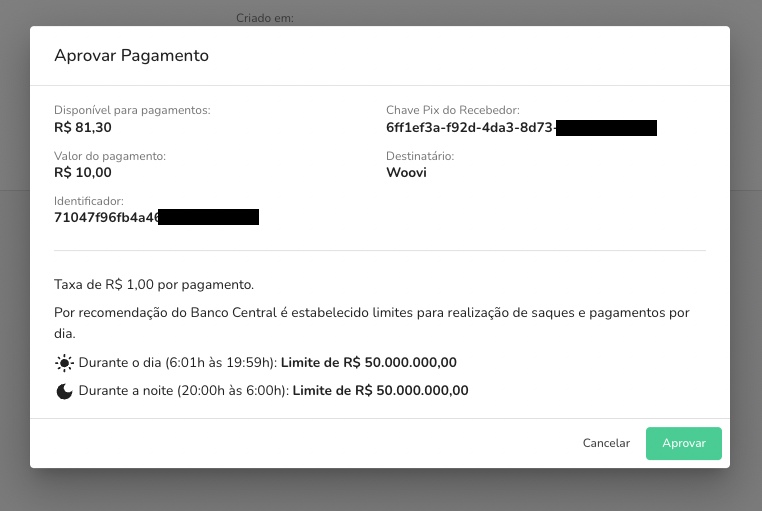 Criado em:
Aprovar Pagamento
Disponível para pagamentos:
R$ 81,30
Chave Pix do Recebedor:
6ff1ef3a-f92d-4da3-8d73-
Valor do pagamento:
R$ 10,00
Destinatário:
Woovi
Identificador:
71047f96fb4a46
Taxa de R$ 1,00 por pagamento.
Por recomendação do Banco Central é estabelecido limites para realização de saques e pagamentos por
dia.
Durante o dia (6:01h às 19:59h): Limite de R$ 50.000.000,00
Durante a noite (20:00h às 6:00h): Limite de R$ 50.000.000,00
Cancelar
Aprovar